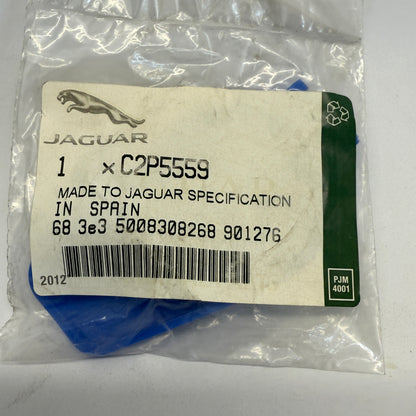 JAGUAR
1 x C2P5559
MADE TO JAGUAR SPECIFICATION
IN SPAIN
68 3e3 5008308268 901276
2012
PJM
4001